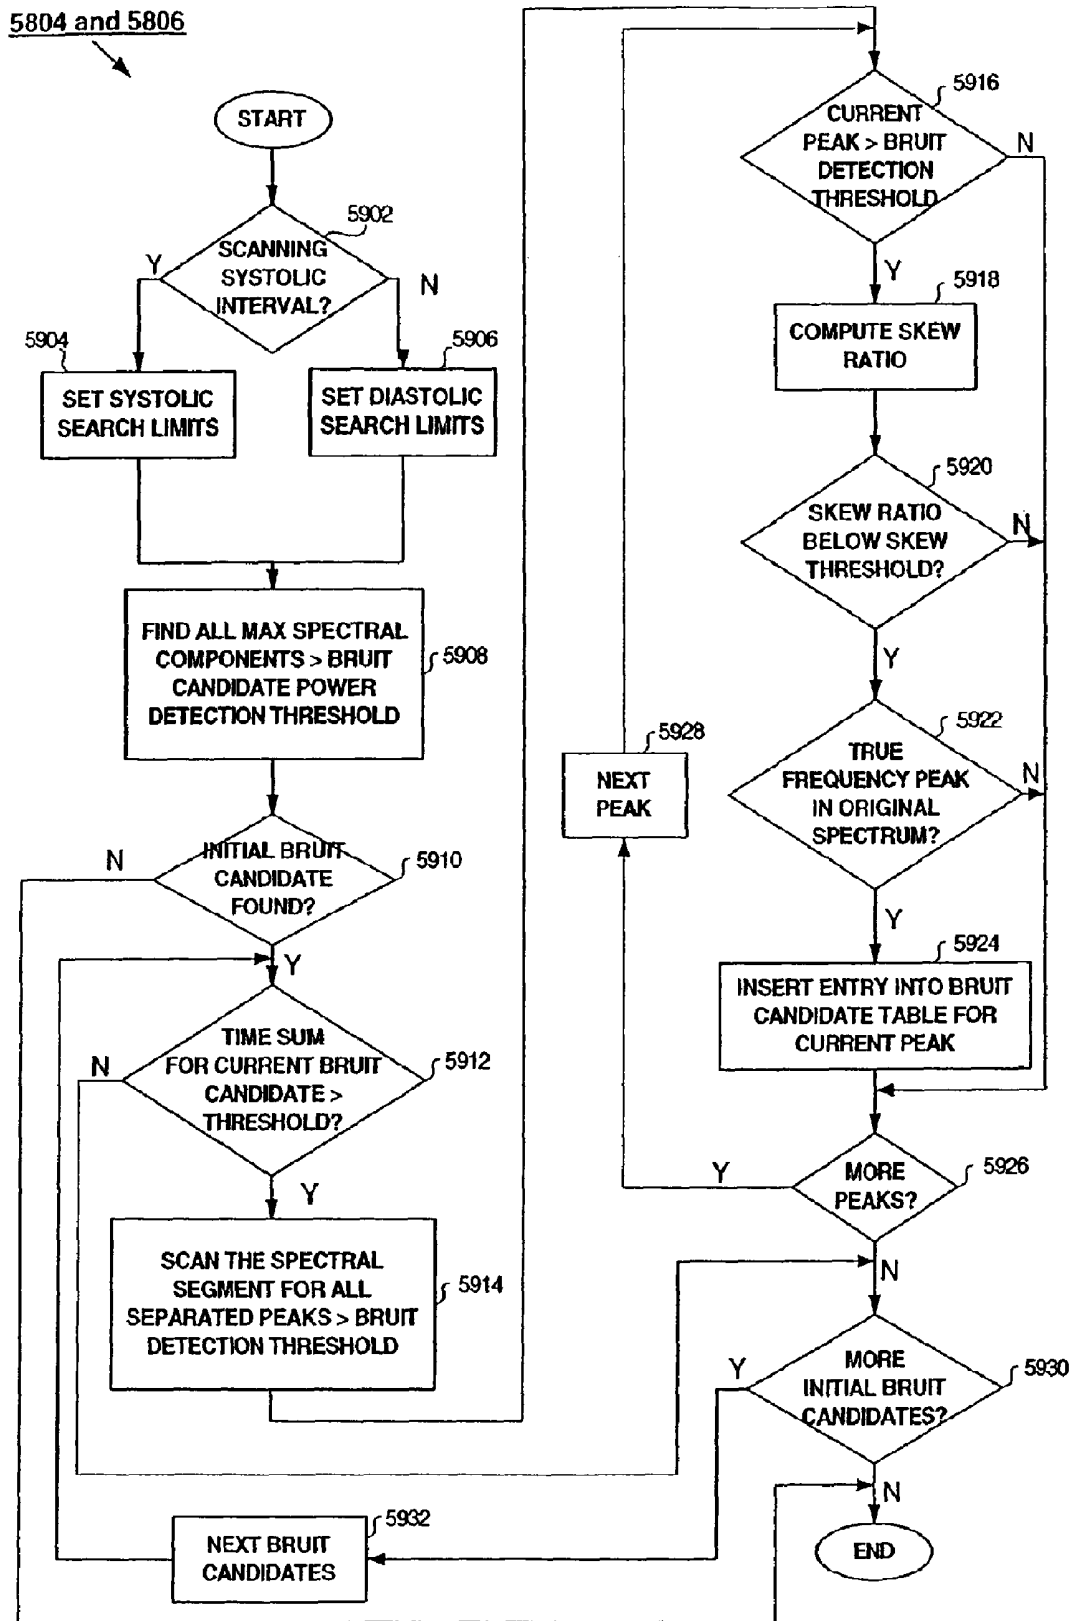 5804 and 5806
START
5902
SCANNING
SYSTOLIC
INTERVAL?
Y
N
5904
SET SYSTOLIC
SEARCH LIMITS
5906
SET DIASTOLIC
SEARCH LIMITS
FIND ALL MAX SPECTRAL
COMPONENTS > BRUIT
CANDIDATE POWER
DETECTION THRESHOLD
5908
INITIAL BRUIT
CANDIDATE
FOUND?
5910
N
Y
TIME SUM
FOR CURRENT BRUIT
CANDIDATE >
THRESHOLD?
5912
N
Y
SCAN THE SPECTRAL
SEGMENT FOR ALL
SEPARATED PEAKS > BRUIT
DETECTION THRESHOLD
5914
5916
CURRENT
PEAK > BRUIT
DETECTION
THRESHOLD
N
Y
5918
COMPUTE SKEW
RATIO
5920
SKEW RATIO
BELOW SKEW
THRESHOLD?
N
Y
5922
TRUE
FREQUENCY PEAK
IN ORIGINAL
SPECTRUM?
N
Y
5924
INSERT ENTRY INTO BRUIT
CANDIDATE TABLE FOR
CURRENT PEAK
5926
MORE
PEAKS?
Y
N
5928
NEXT
PEAK
5930
MORE
INITIAL BRUIT
CANDIDATES?
Y
N
5932
NEXT BRUIT
CANDIDATES
END